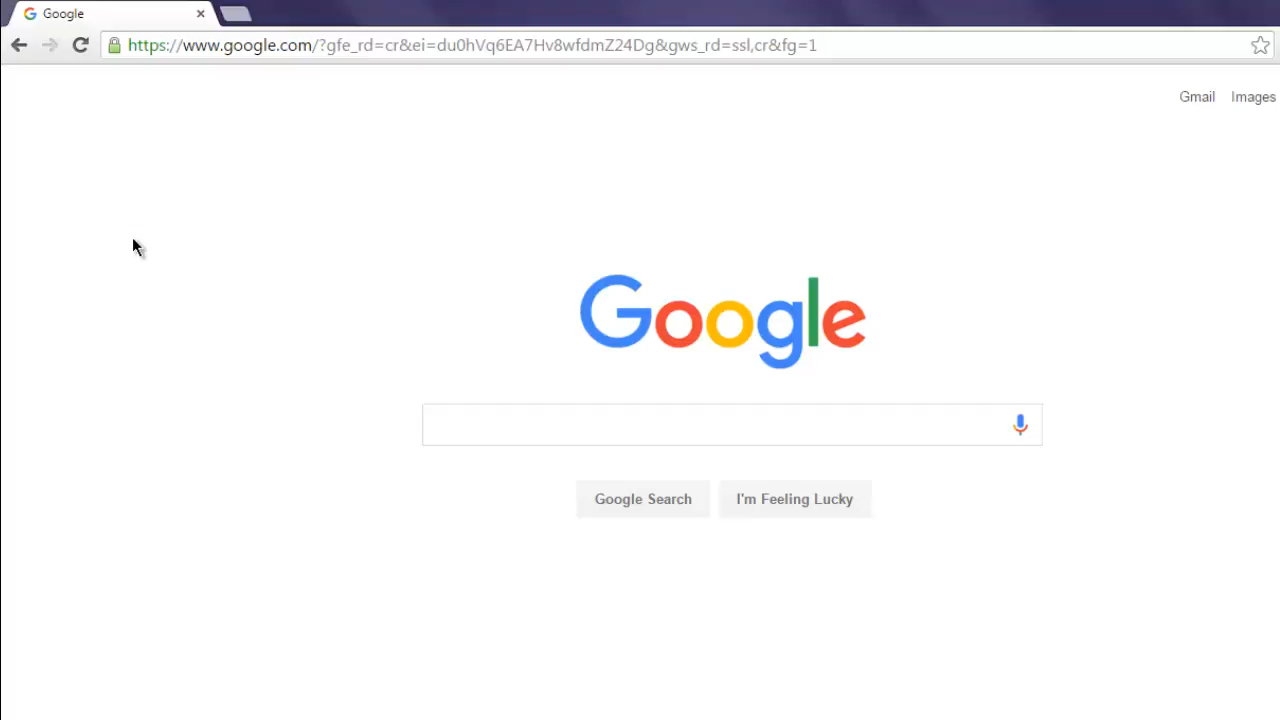 Google
https://www.google.com/?gfe_rd=cr&ei=du0hVq6EA7Hv8wfdmZ24Dg&gws_rd=ssl,cr&fg=1
Gmail Images
Google
Google Search I'm Feeling Lucky